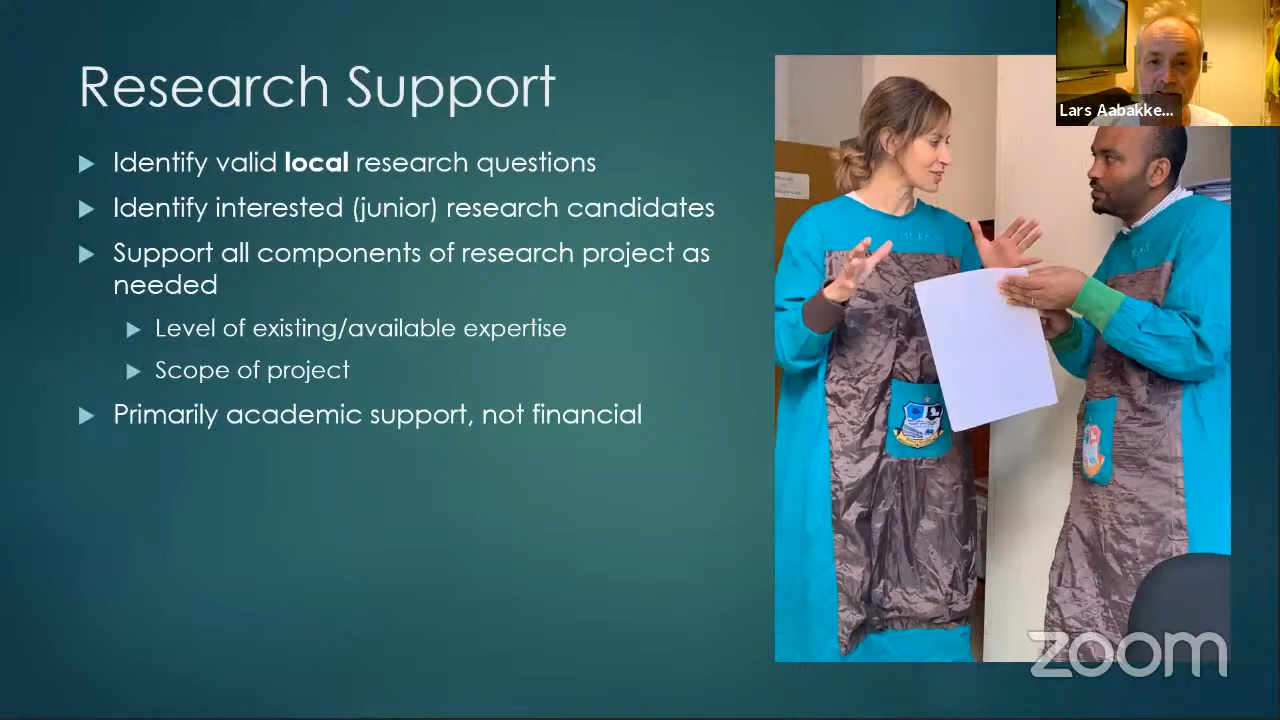 Research Support
Identify valid local research questions
Identify interested (junior) research candidates
Support all components of research project as
needed
Level of existing/available expertise
Scope of project
Primarily academic support, not financial
Lars Aabakke...
zoom